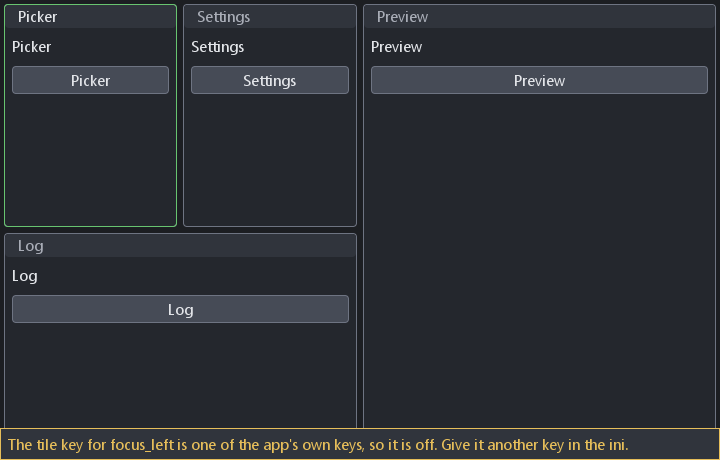 Picker
Picker
Picker
Settings
Settings
Settings
Preview
Preview
Preview
Log
Log
Log
The tile key for focus_left is one of the app's own keys, so it is off. Give it another key in the ini.